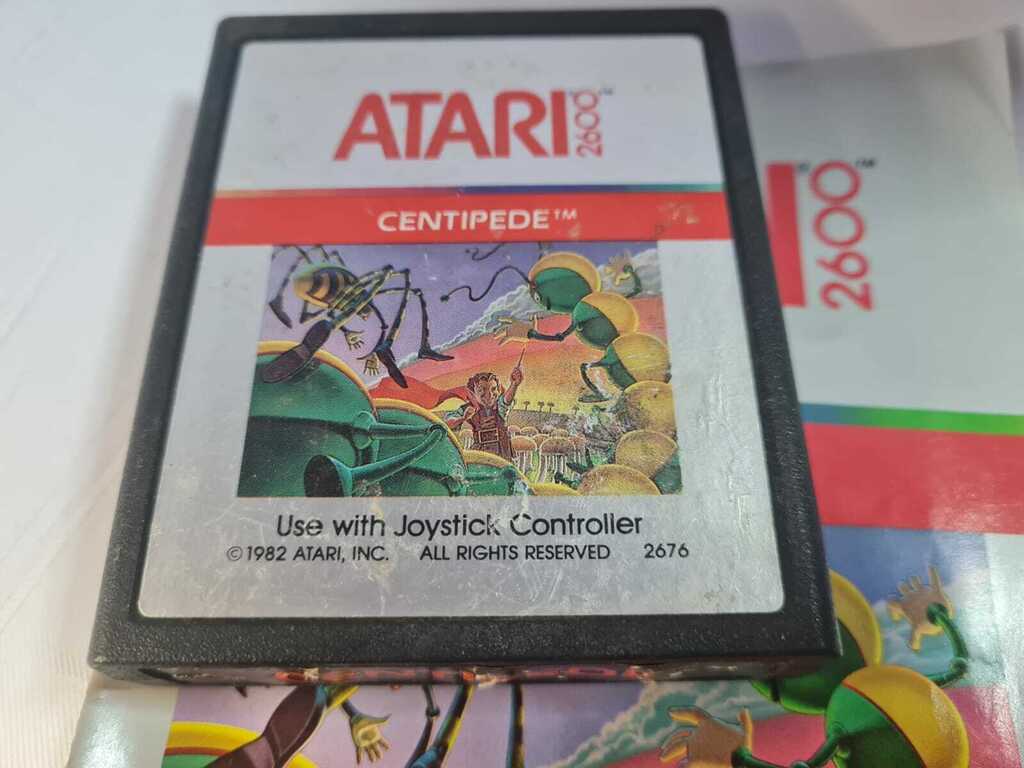 ATARI 2600™
CENTIPEDE™
Use with Joystick Controller
©1982 ATARI, INC. ALL RIGHTS RESERVED 2676
® 2600™